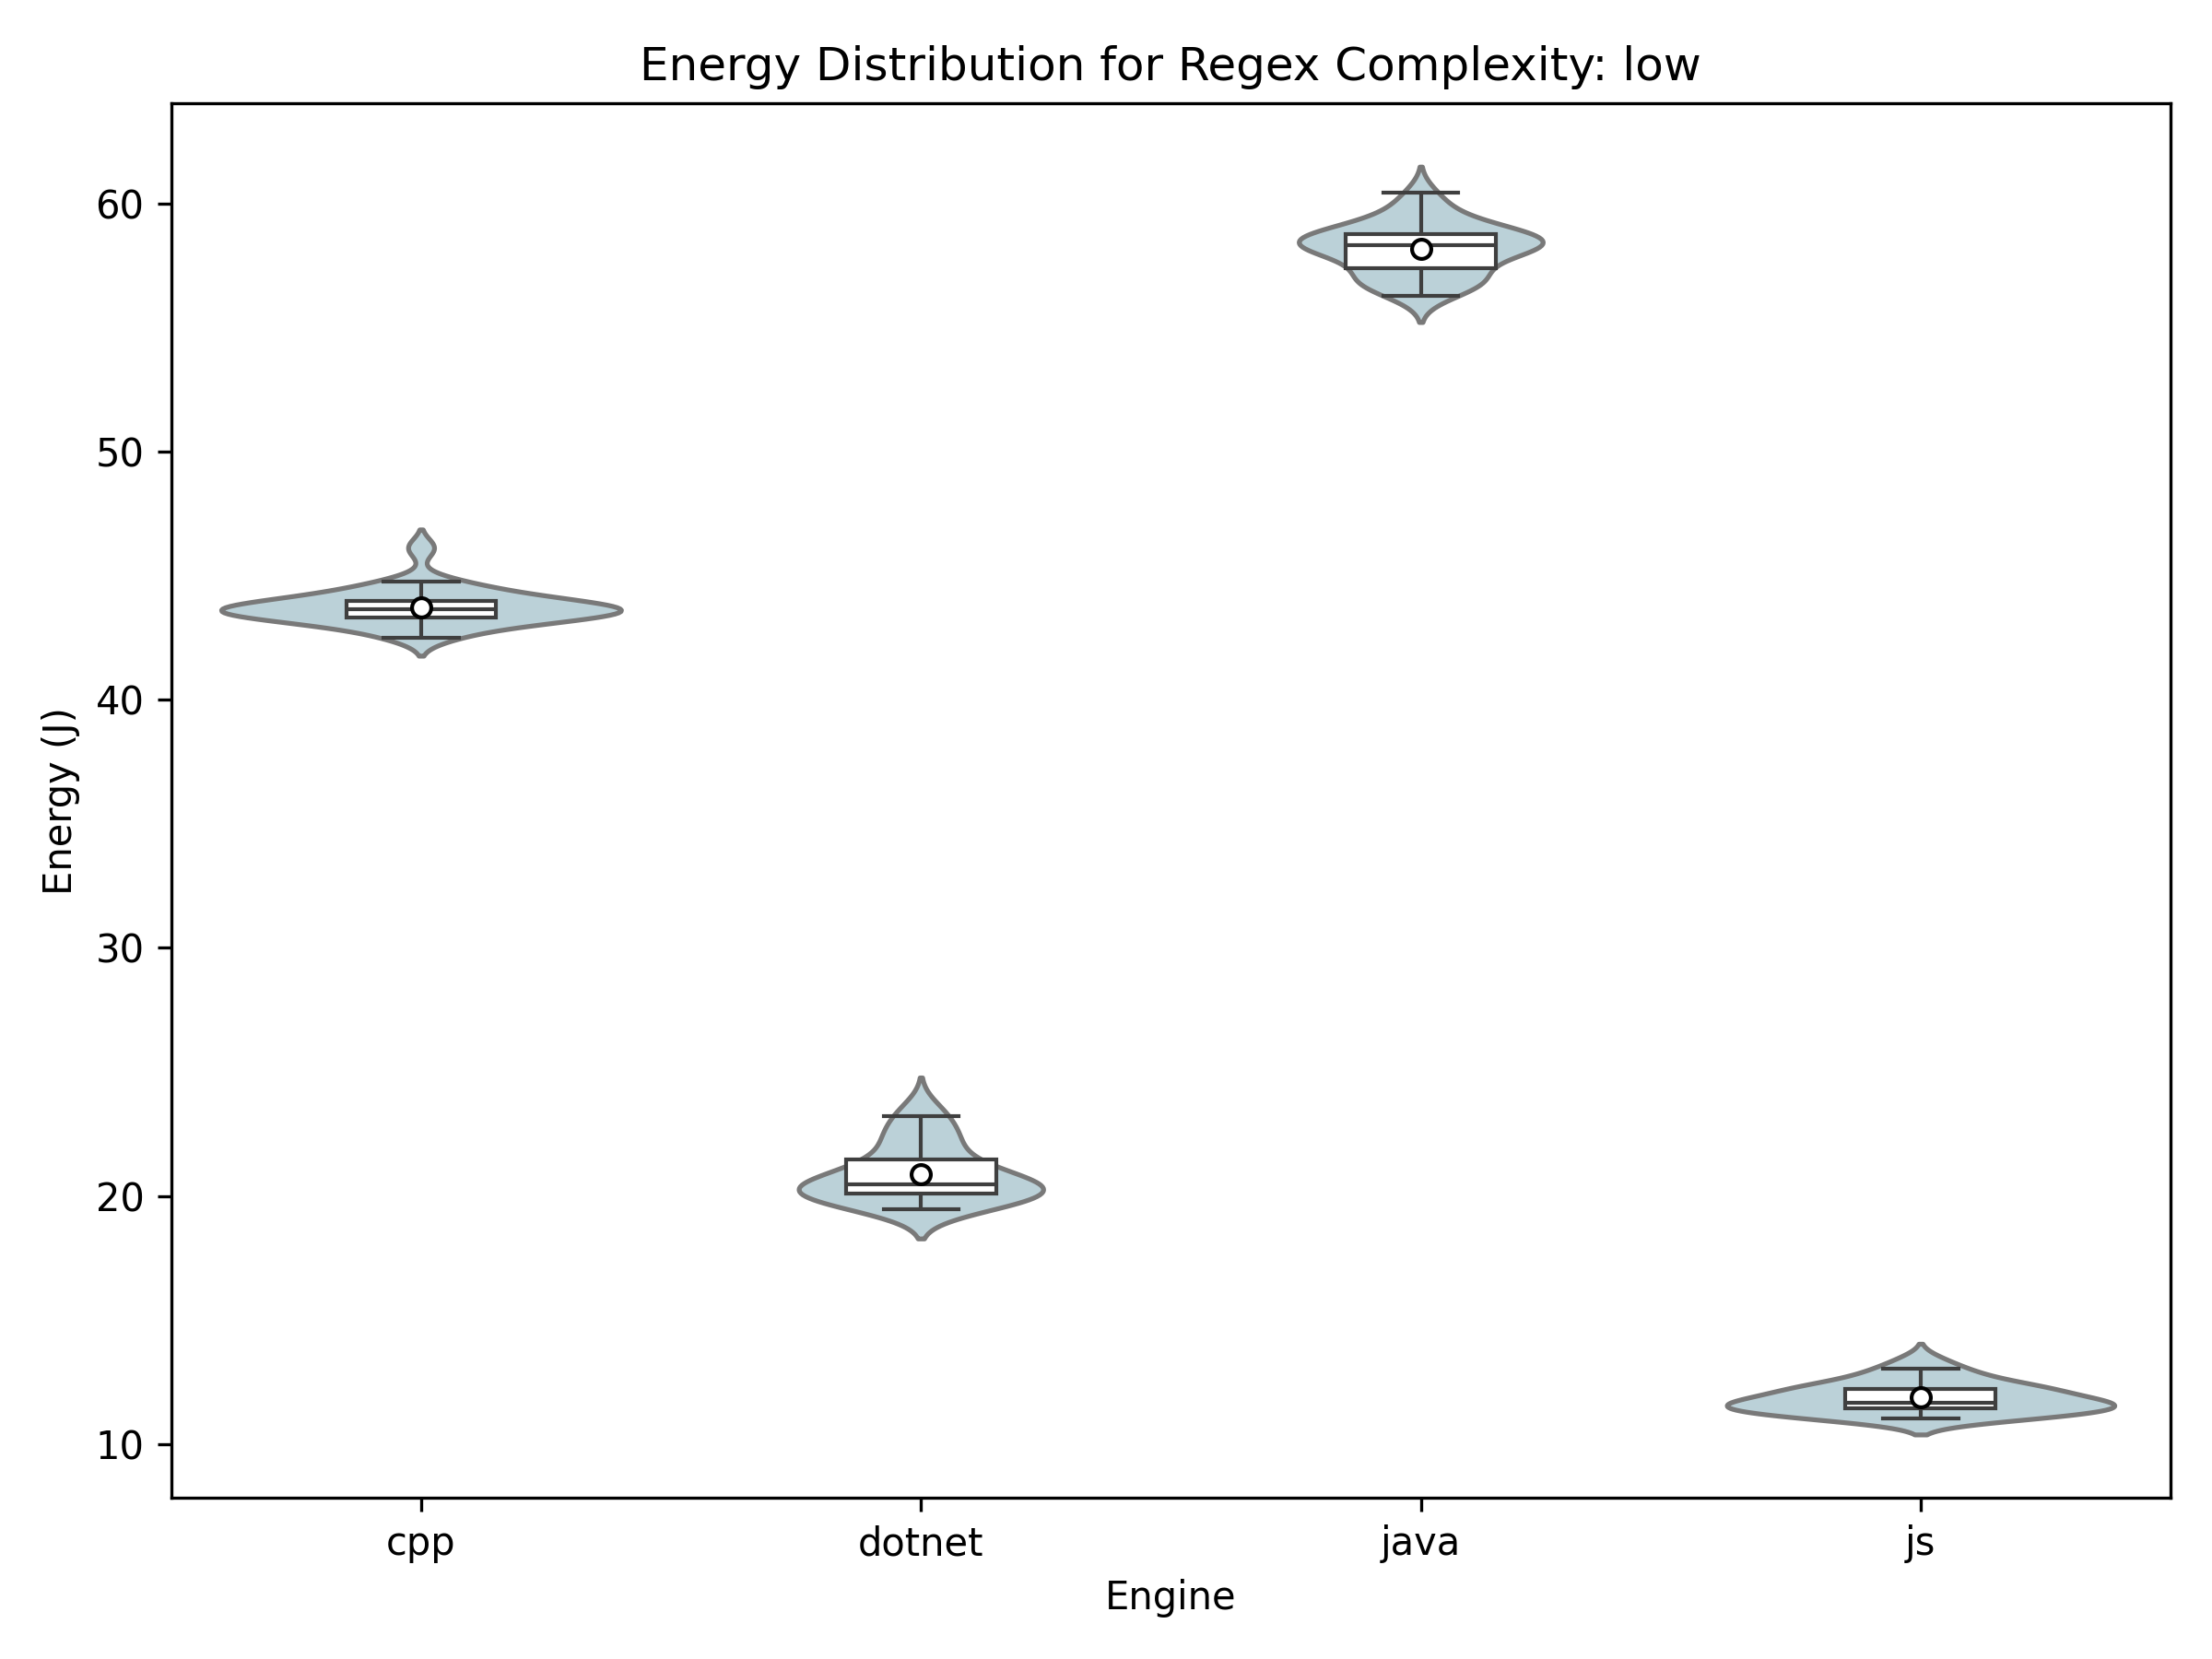 Energy Distribution for Regex Complexity: low
Energy (J)
60
50
40
30
20
10
cpp
dotnet
java
js
Engine